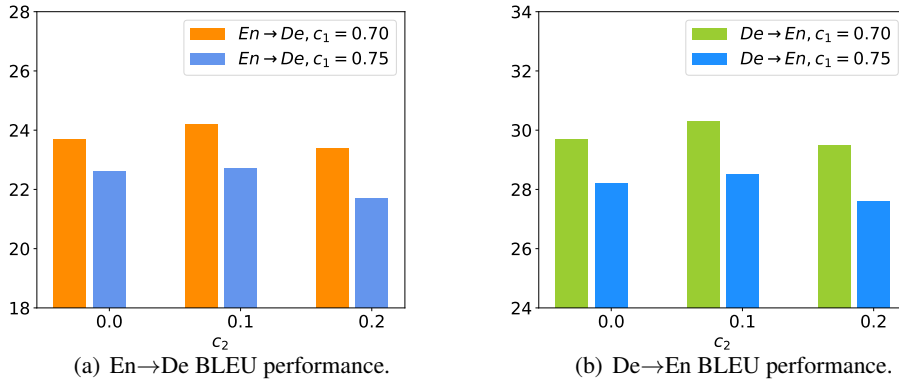 28
26
24
22
20
18
En→De, c₁ = 0.70
En→De, c₁ = 0.75
0.0
0.1
0.2
c₂
(a) En→De BLEU performance.
34
32
30
28
26
24
De→En, c₁ = 0.70
De→En, c₁ = 0.75
0.0
0.1
0.2
c₂
(b) De→En BLEU performance.